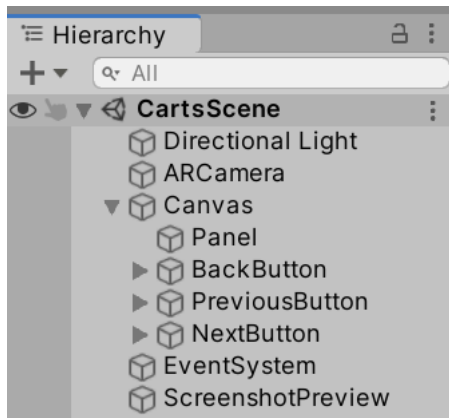 Hierarchy
All
CartsScene
Directional Light
ARCamera
Canvas
Panel
BackButton
PreviousButton
NextButton
EventSystem
ScreenshotPreview